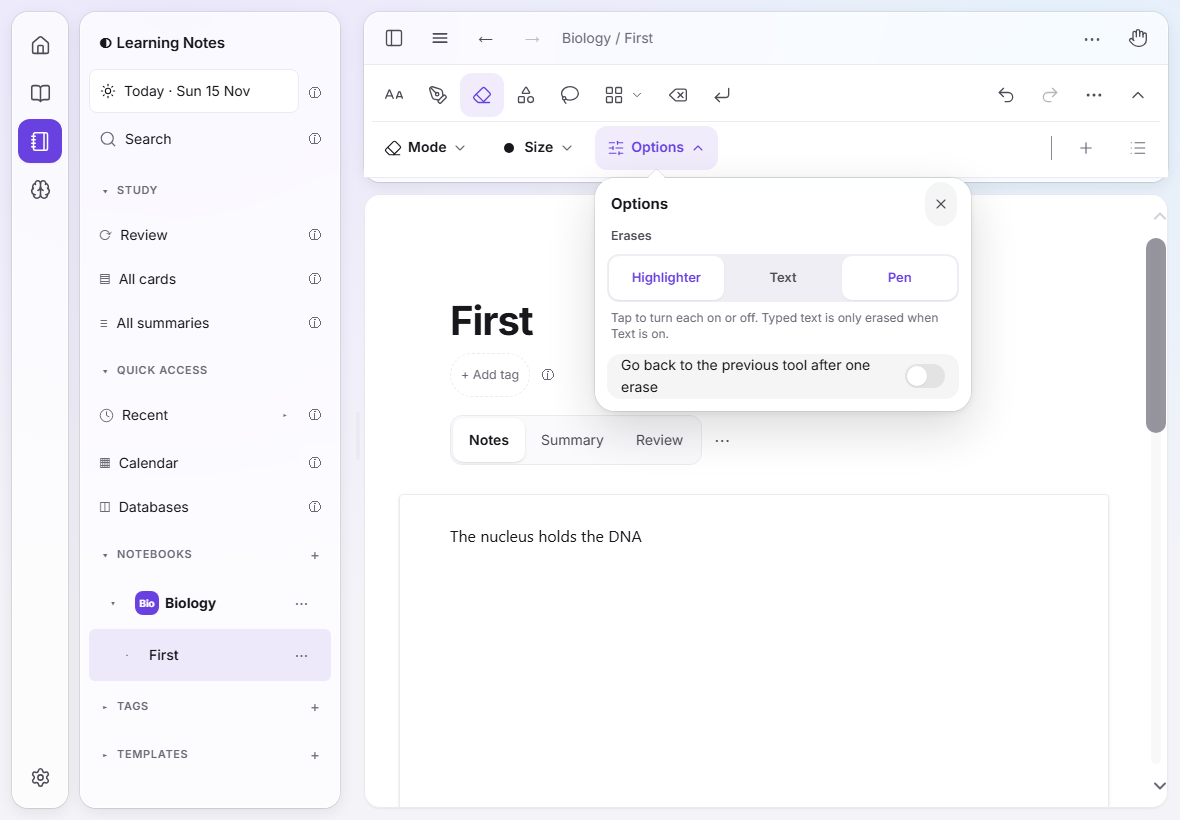 Learning Notes
Today · Sun 15 Nov
Search
STUDY
Review
All cards
All summaries
QUICK ACCESS
Recent
Calendar
Databases
NOTEBOOKS
Bio Biology
First
TAGS
TEMPLATES
Biology / First
AA
Mode
Size
Options
Options
Erases
Highlighter
Text
Pen
Tap to turn each on or off. Typed text is only erased when
Text is on.
Go back to the previous tool after one
erase
First
+ Add tag
Notes
Summary
Review
The nucleus holds the DNA